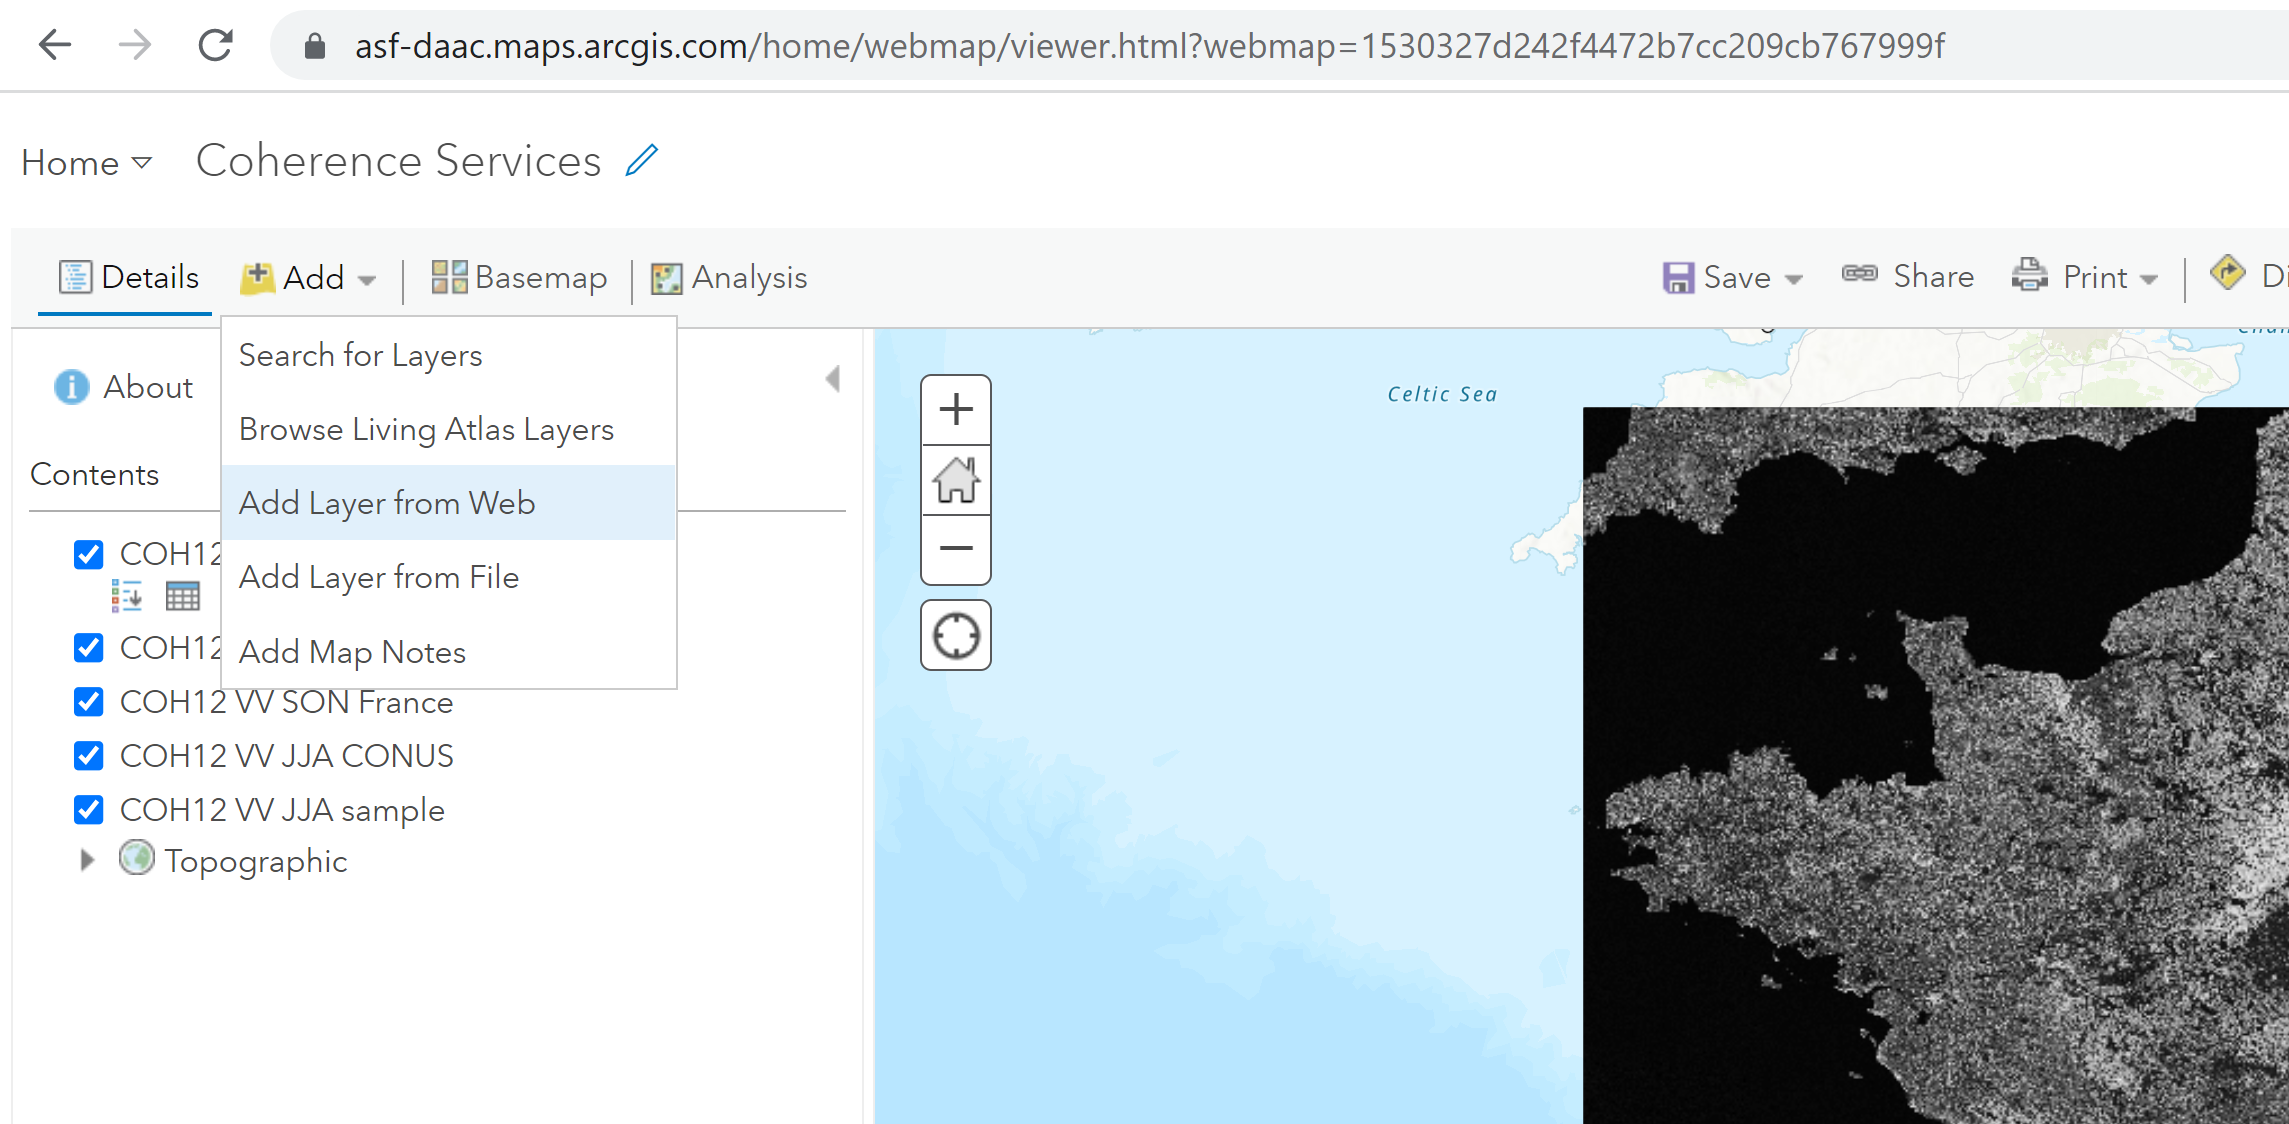 asf-daac.maps.arcgis.com/home/webmap/viewer.html?webmap=1530327d242f4472b7cc209cb767999f
Home Coherence Services
Details Add Basemap Analysis Save Share Print
Search for Layers
About
Browse Living Atlas Layers
Contents
Add Layer from Web
COH12
Add Layer from File
COH12
Add Map Notes
COH12 VV SON France
COH12 VV JJA CONUS
COH12 VV JJA sample
Topographic
Celtic Sea